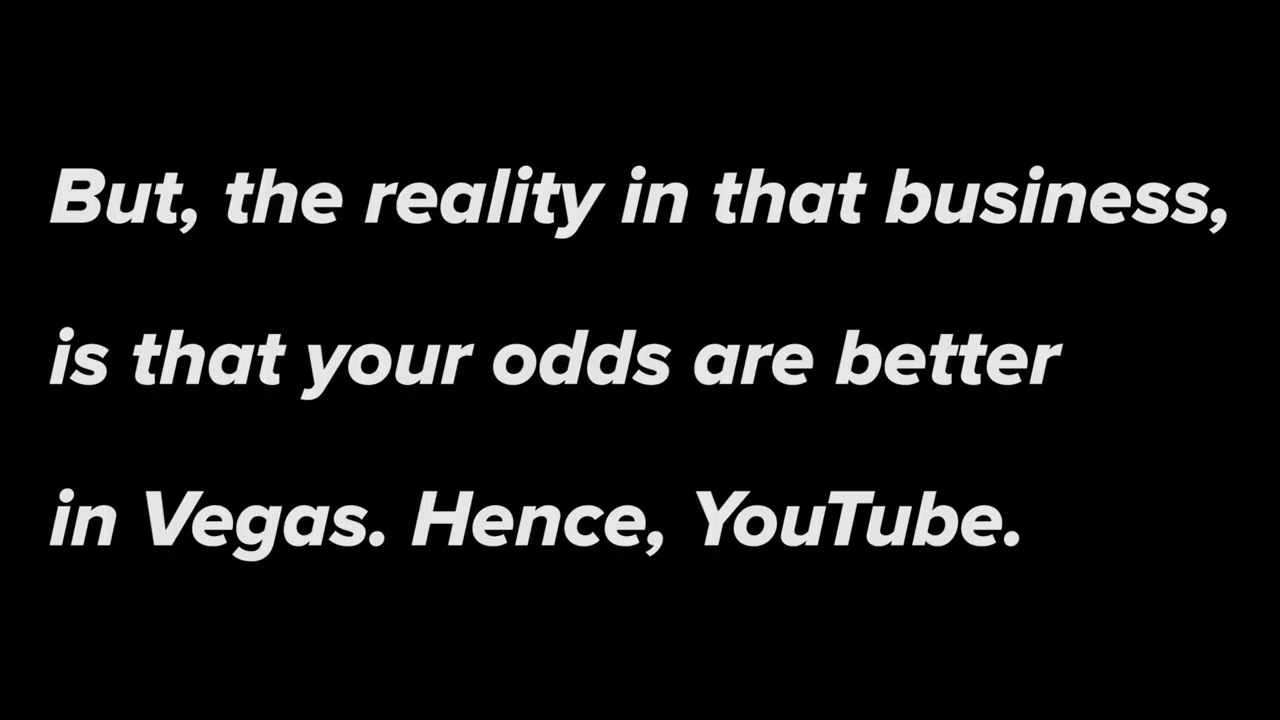 But, the reality in that business,
is that your odds are better
in Vegas. Hence, YouTube.